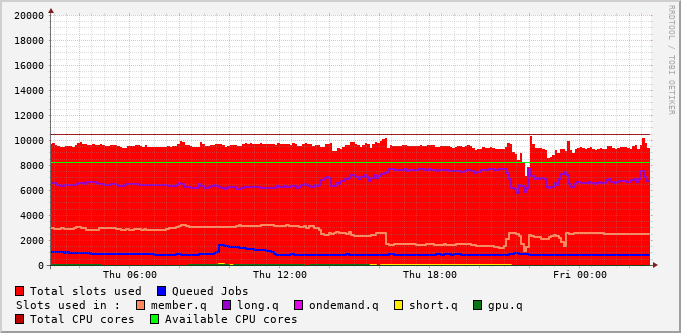 20000
18000
16000
14000
12000
10000
8000
6000
4000
2000
0
Thu 06:00 Thu 12:00 Thu 18:00 Fri 00:00
RRDTOOL / TOBI OETIKER
Total slots used Queued Jobs
Slots used in : member.q long.q ondemand.q short.q gpu.q
Total CPU cores Available CPU cores